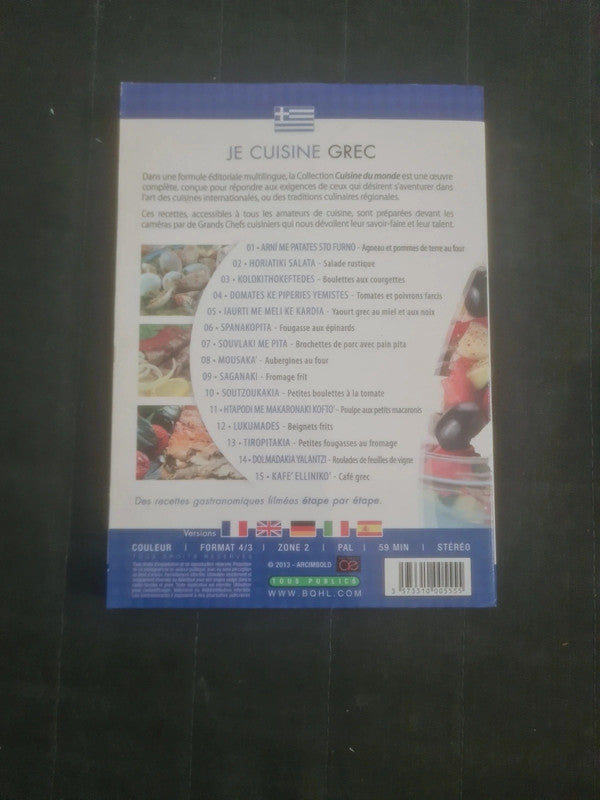 JE CUISINE GREC
Dans une formule éditoriale multilingue, la Collection Cuisine du monde est une œuvre
complète, conçue pour répondre aux exigences de ceux qui désirent s'aventurer dans
l'art des cuisines internationales, ou des traditions culinaires régionales.
Ces recettes, accessibles à tous les amateurs de cuisine, sont préparées devant les
caméras par de Grands Chefs cuisiniers qui nous dévoilent leur savoir-faire et leur talent.
01 • ARNÍ ME PATATES STO FURNO - Agneau et pommes de terre au four
02 • HORIATIKI SALATA - Salade rustique
03 • KOLOKITHOKEFTEDES - Boulettes aux courgettes
04 • DOMATES KE PIPERIES YEMISTES - Tomates et poivrons farcis
05 • IAURTI ME MELI KE KARDIA - Yaourt grec au miel et aux noix
06 • SPANAKOPITA - Fougasse aux épinards
07 • SOUVLAKI ME PITA - Brochettes de porc avec pain pita
08 • MOUSAKA' - Aubergines au four
09 • SAGANAKI - Fromage frit
10 • SOUTZOUKAKIA - Petites boulettes à la tomate
11 • HTAPODI ME MAKARONAKI KOFTO' - Poulpe aux petits macaronis
12 • LUKUMADES - Beignets frits
13 • TIROPITAKIA - Petites fougasses au fromage
14 • DOLMADAKIA YALANTZI - Roulades de feuilles de vigne
15 • KAFE' ELLINIKO' - Café grec
Des recettes gastronomiques filmées étape par étape.
Versions
COULEUR | FORMAT 4/3 | ZONE 2 | PAL | 59 MIN | STÉRÉO
TOUS DROITS RÉSERVÉS
© 2013 - ARCIMBOLD
TOUS PUBLICS
WWW.BQHL.COM
3 573310 005555